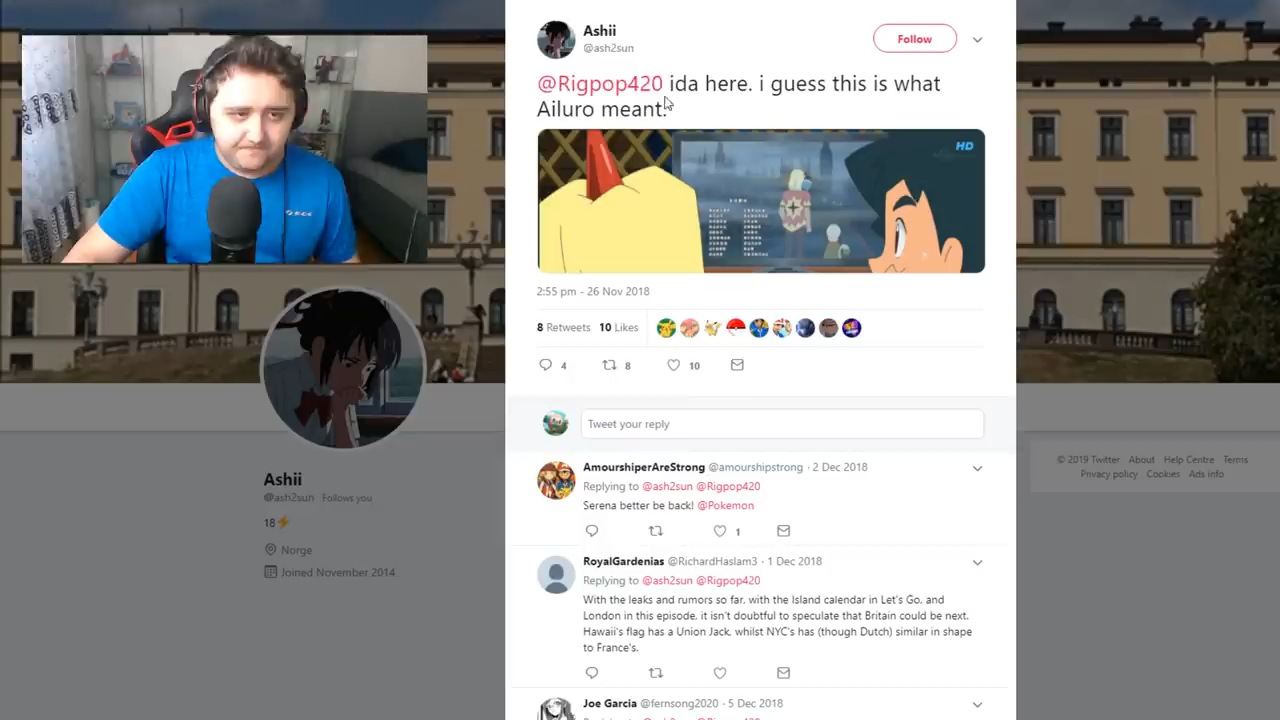 Ashii
@ash2sun
Follow
@Rigpop420 ida here. i guess this is what
Ailuro meant.
HD
2:55 pm - 26 Nov 2018
8 Retweets 10 Likes
4 8 10
Tweet your reply
AmourshiperAreStrong @amourshipstrong · 2 Dec 2018
Replying to @ash2sun @Rigpop420
Serena better be back! @Pokemon
1
RoyalGardenias @RichardHaslam3 · 1 Dec 2018
Replying to @ash2sun @Rigpop420
With the leaks and rumors so far, with the Island calendar in Let's Go, and
London in this episode, it isn't doubtful to speculate that Britain could be next.
Hawaii's flag has a Union Jack, whilst NYC's has (though Dutch) similar in shape
to France's.
Joe Garcia @fernsong2020 · 5 Dec 2018
Ashii
@ash2sun Follows you
18⚡
Norge
Joined November 2014
© 2019 Twitter About Help Center Terms
Privacy policy Cookies Ads info